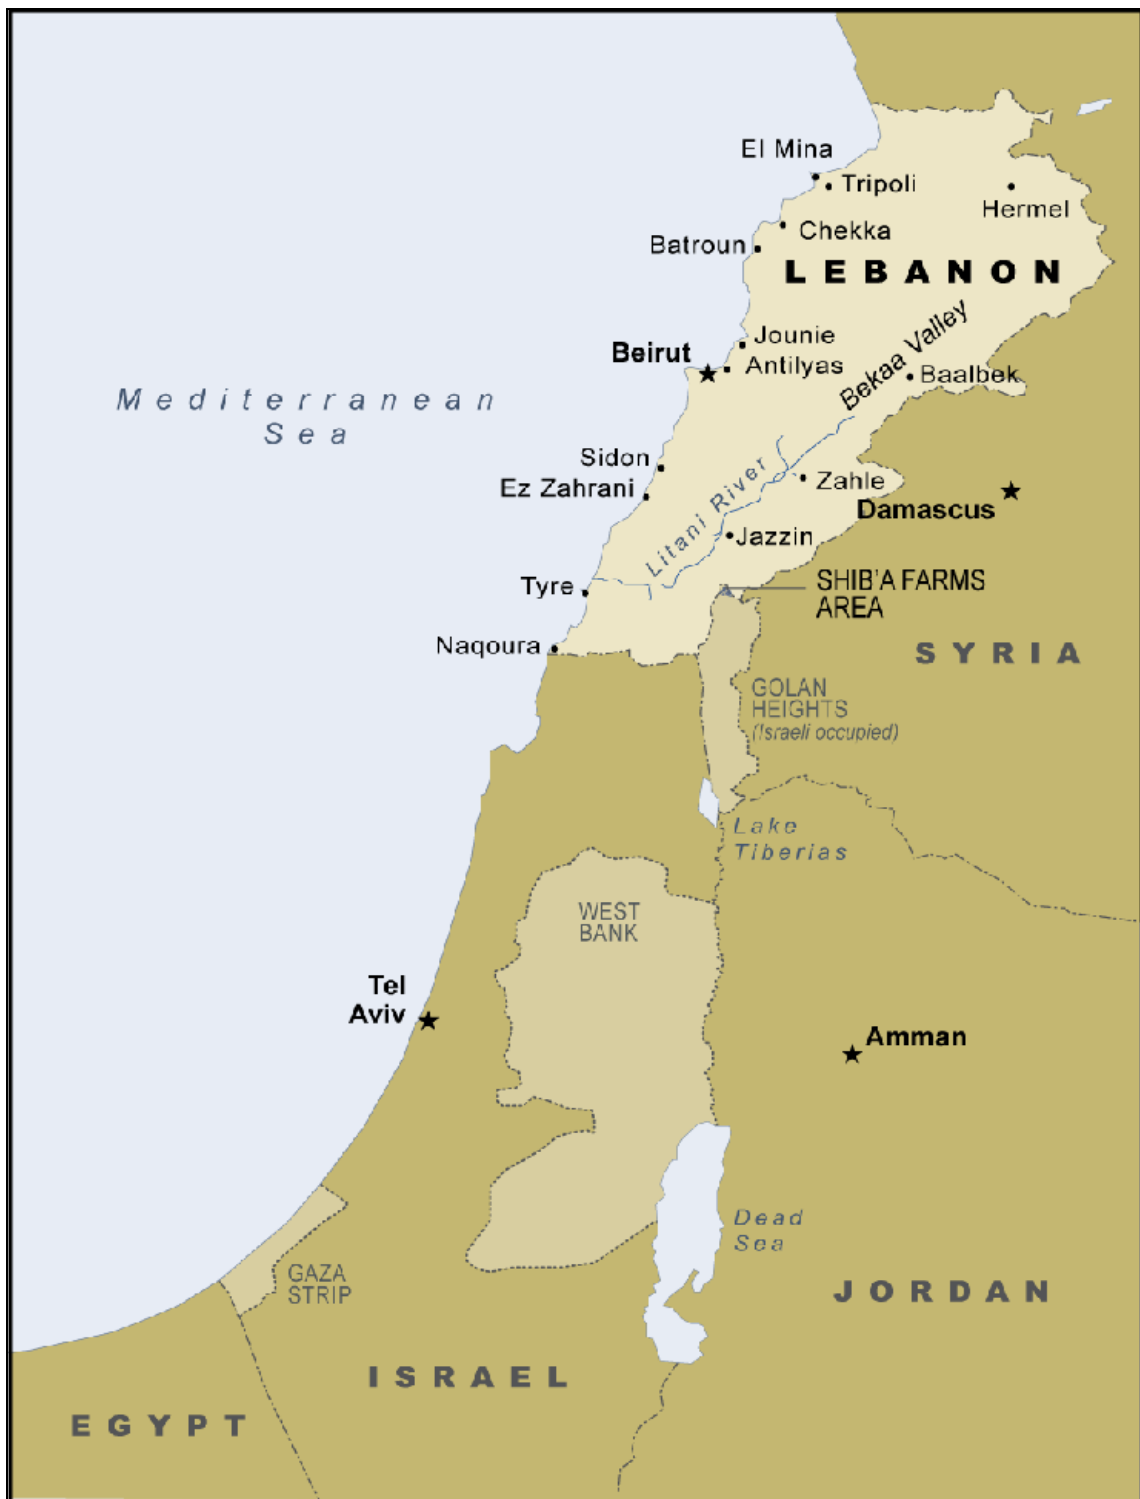 El Mina
Tripoli
Hermel
Chekka
Batroun
LEBANON
Jounie
Beirut
Antilyas
Bekaa Valley
Baalbek
Mediterranean
Sea
Sidon
Ez Zahrani
Litani River
Zahle
Damascus
Jazzin
Tyre
SHIB'A FARMS
AREA
Naqoura
SYRIA
GOLAN
HEIGHTS
(Israeli occupied)
Lake
Tiberias
WEST
BANK
Tel
Aviv
Amman
Dead
Sea
GAZA
STRIP
JORDAN
ISRAEL
EGYPT